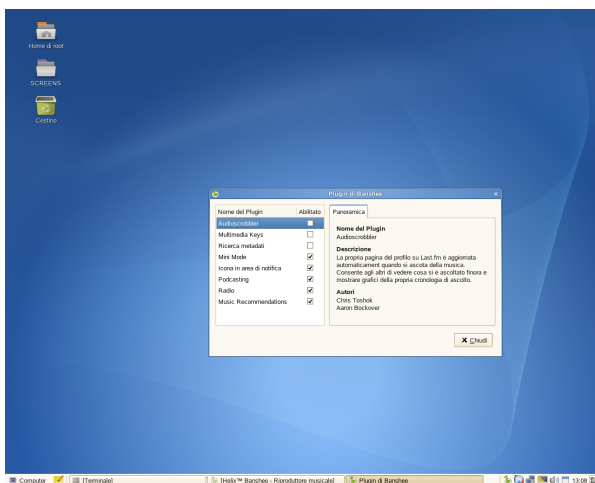 Home di root
SCREENS
Cestino
Plugin di Banshee
Nome del Plugin Abilitato
Audioscrobbler
Multimedia Keys
Ricerca metadati
Mini Mode
Icona in area di notifica
Podcasting
Radio
Music Recommendations
Panoramica
Nome del Plugin
Audioscrobbler
Descrizione
La propria pagina del profilo su Last.fm è aggiornata
automaticament quando si ascota della musica.
Consente agli altri di vedere cosa si è ascoltato finora e
mostrare grafici della propria cronologia di ascolto.
Autori
Chris Toshok
Aaron Bockover
Chiudi
Computer [Terminale] [Helix™ Banshee - Riproduttore musicale] Plugin di Banshee 13:08